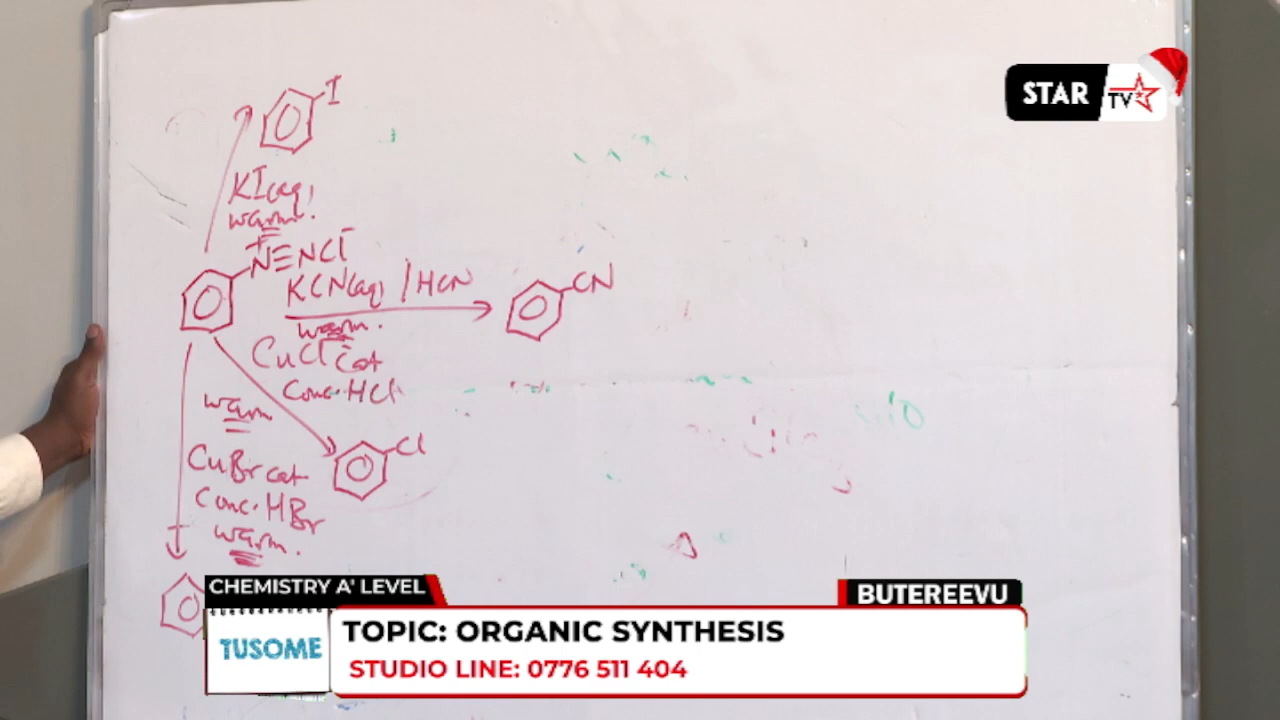 STAR TV
I
KI(aq)
warm.
+
N≡NCl⁻
KCN(aq) / HCN
CN
warm.
CuCl cat
Conc. HCl
warm
Cl
CuBr cat
Conc. HBr
warm.
CHEMISTRY A' LEVEL
BUTEREEVU
TUSOME
TOPIC: ORGANIC SYNTHESIS
STUDIO LINE: 0776 511 404